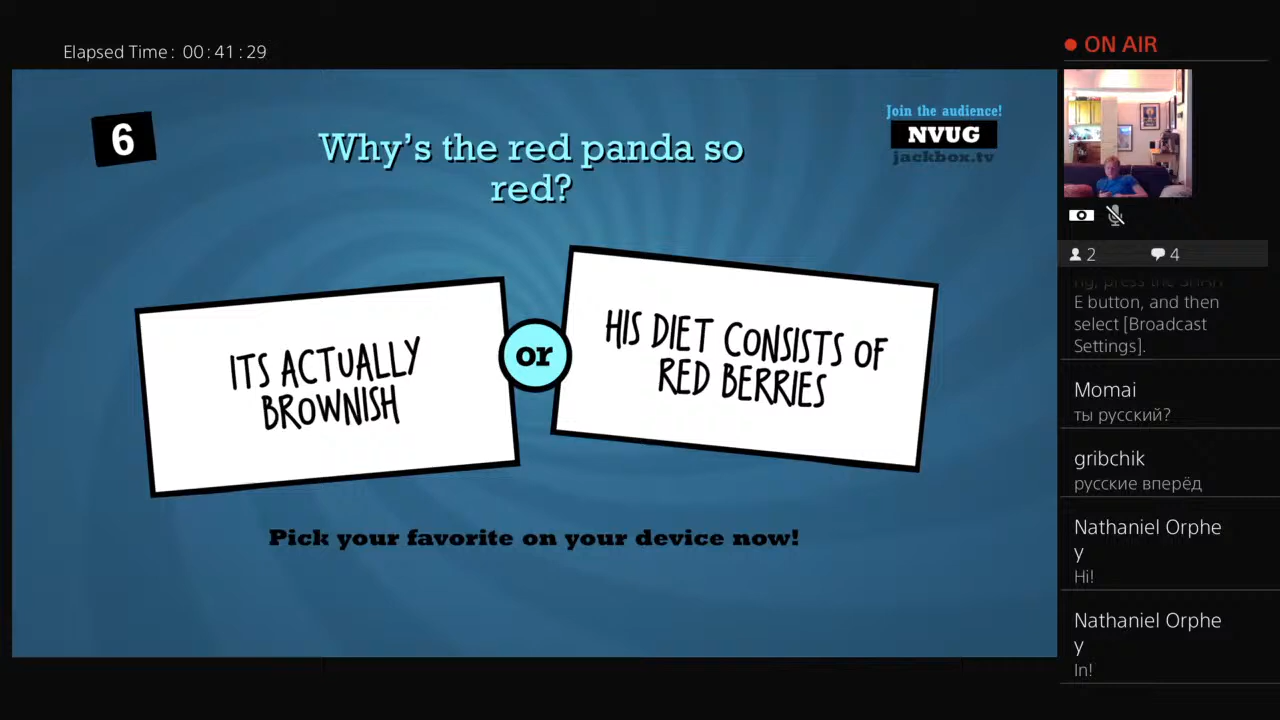 Elapsed Time: 00:41:29
ON AIR
6
Why's the red panda so
red?
Join the audience!
NVUG
jackbox.tv
ITS ACTUALLY
BROWNISH
or
HIS DIET CONSISTS OF
RED BERRIES
Pick your favorite on your device now!
2
4
E button, and then
select [Broadcast
Settings].
Momai
ты русский?
gribchik
русские вперёд
Nathaniel Orphe
y
Hi!
Nathaniel Orphe
y
In!